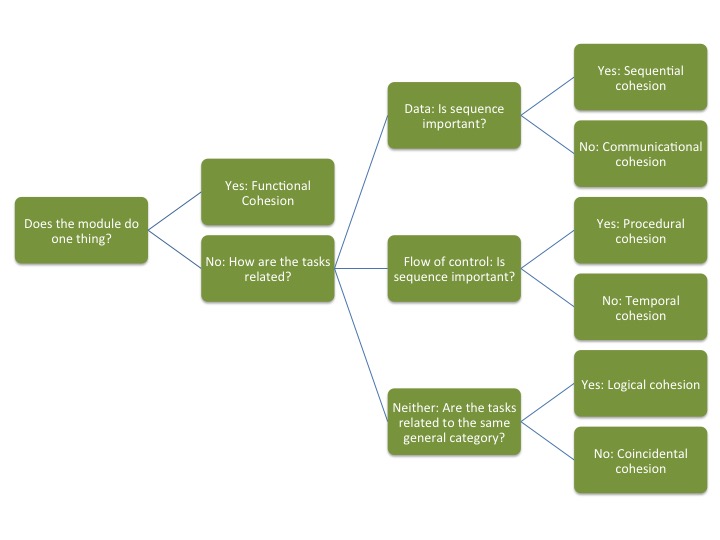 Does the module do
one thing?
Yes: Functional
Cohesion
No: How are the tasks
related?
Data: Is sequence
important?
Yes: Sequential
cohesion
No: Communicational
cohesion
Flow of control: Is
sequence important?
Yes: Procedural
cohesion
No: Temporal
cohesion
Neither: Are the tasks
related to the same
general category?
Yes: Logical cohesion
No: Coincidental
cohesion